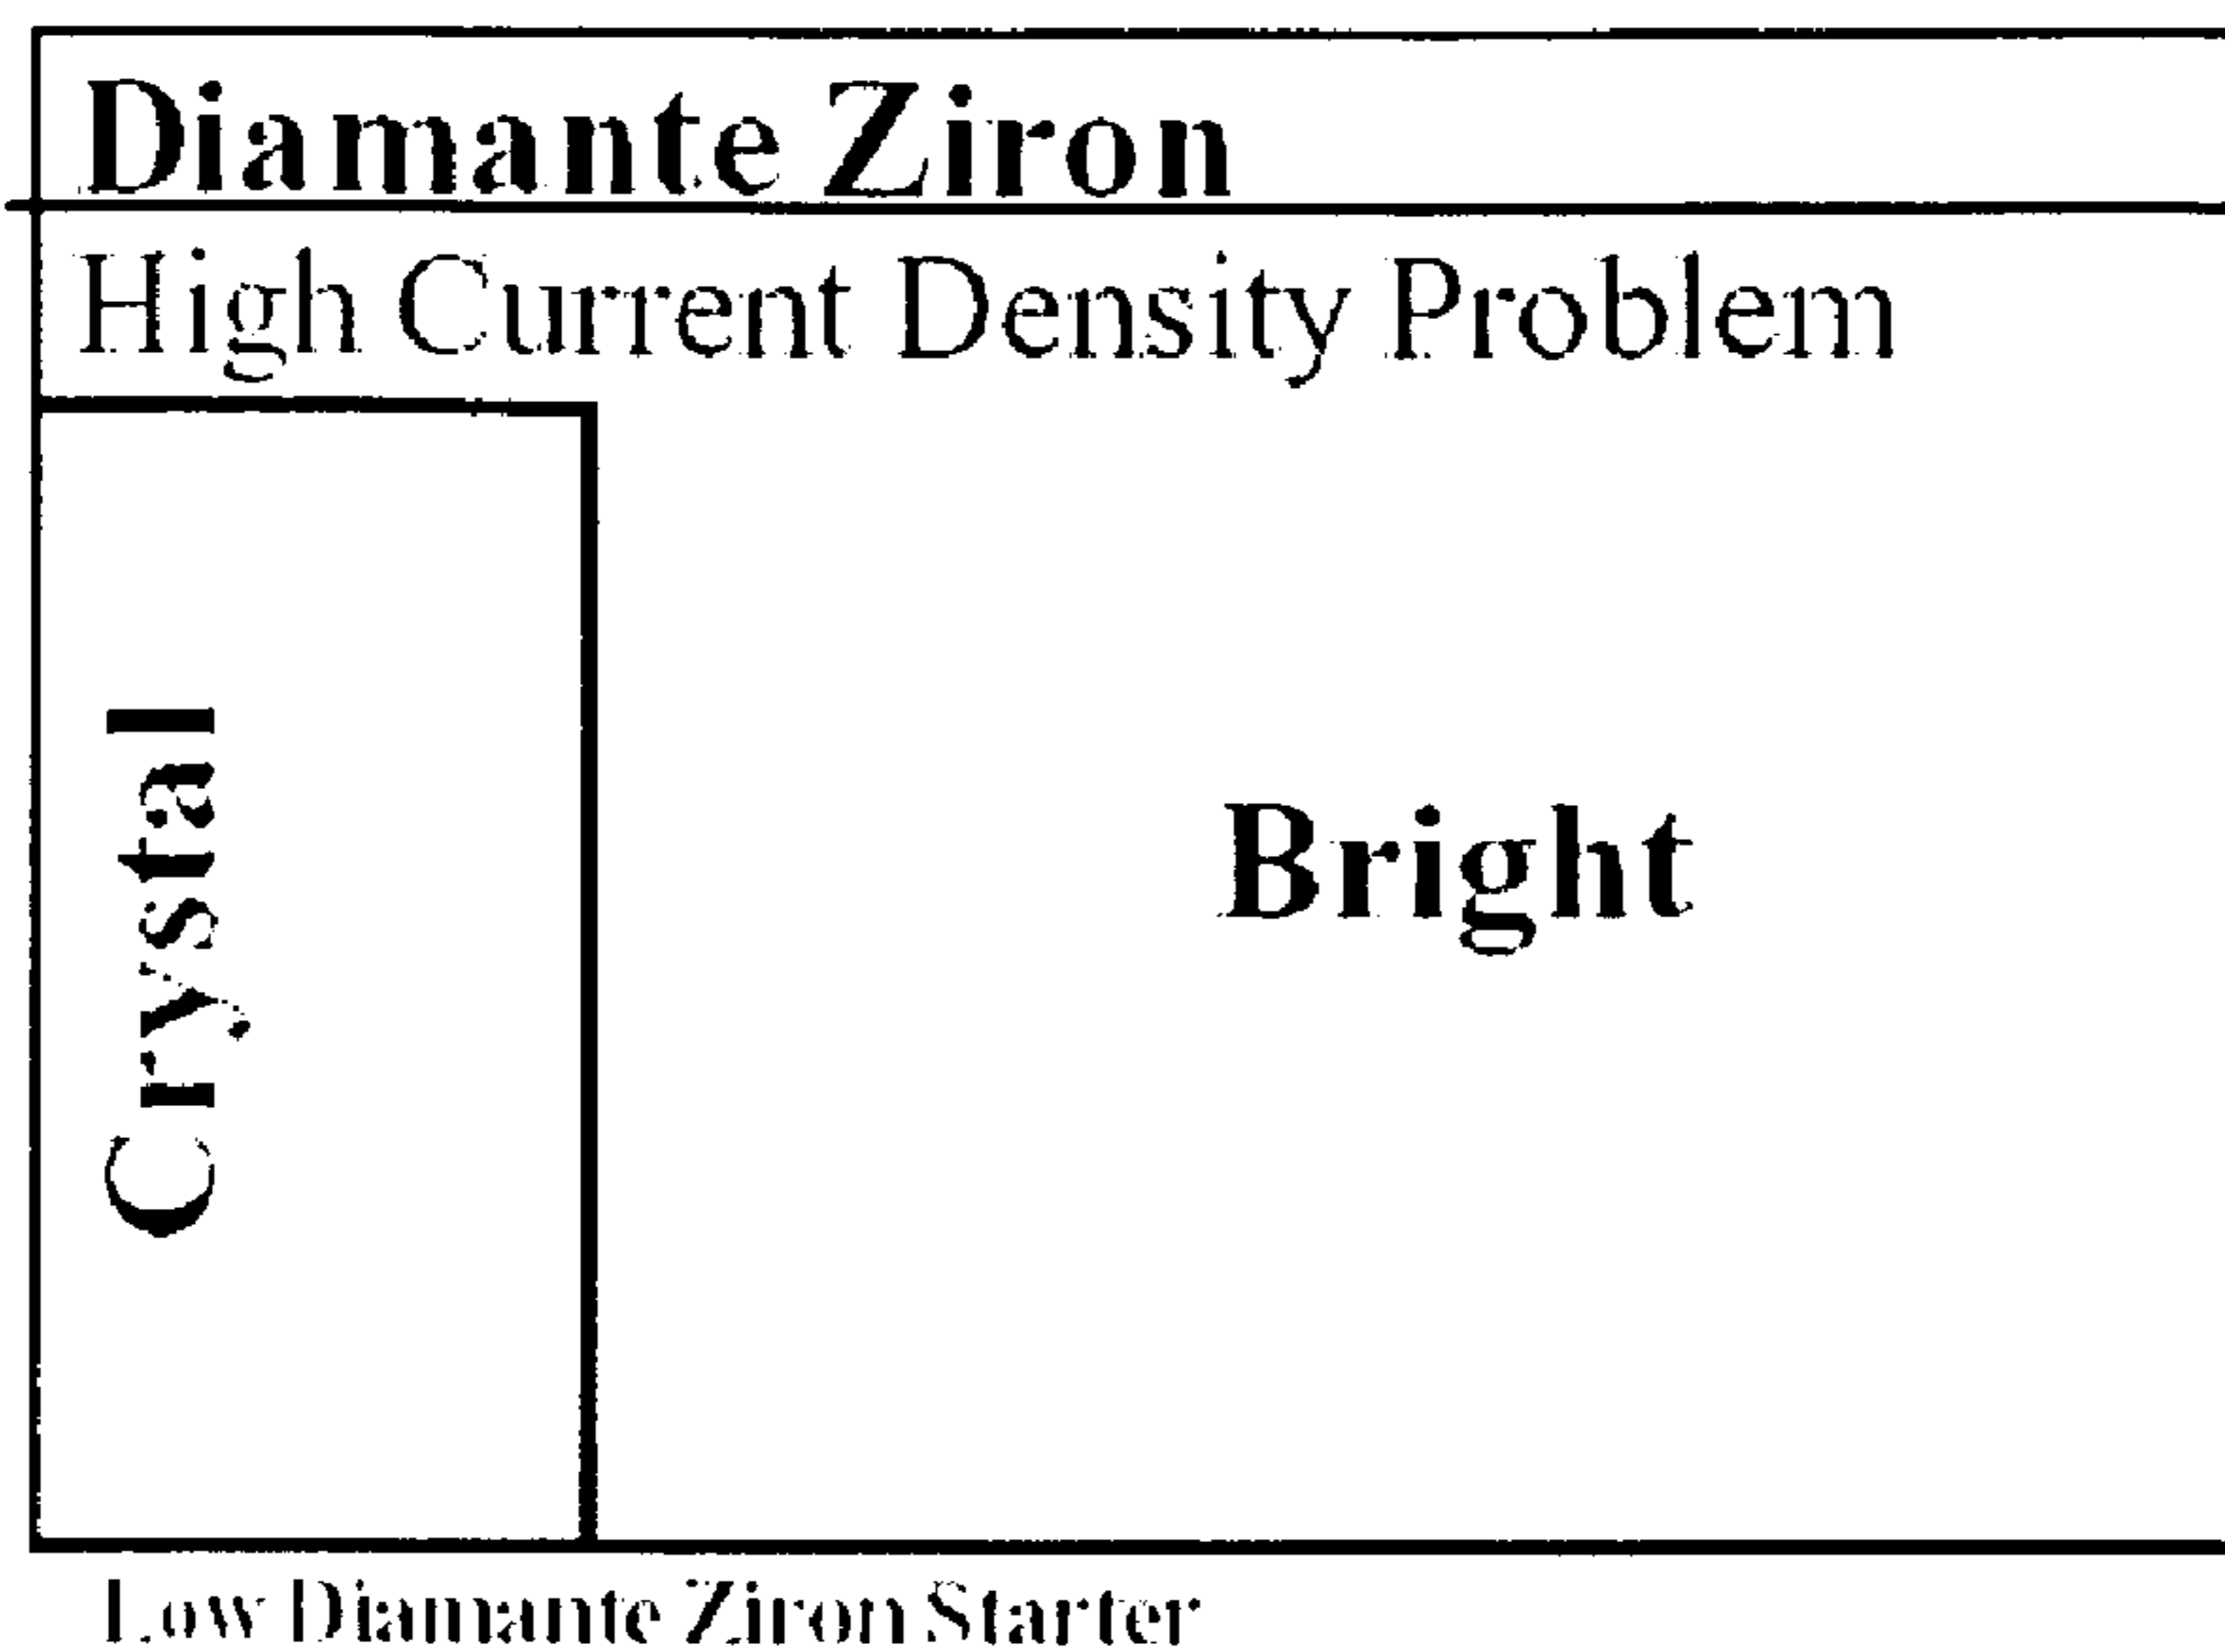 Diamante Ziron
High Current Density Problem
Crystal
Bright
Low Diamante Ziron Starter